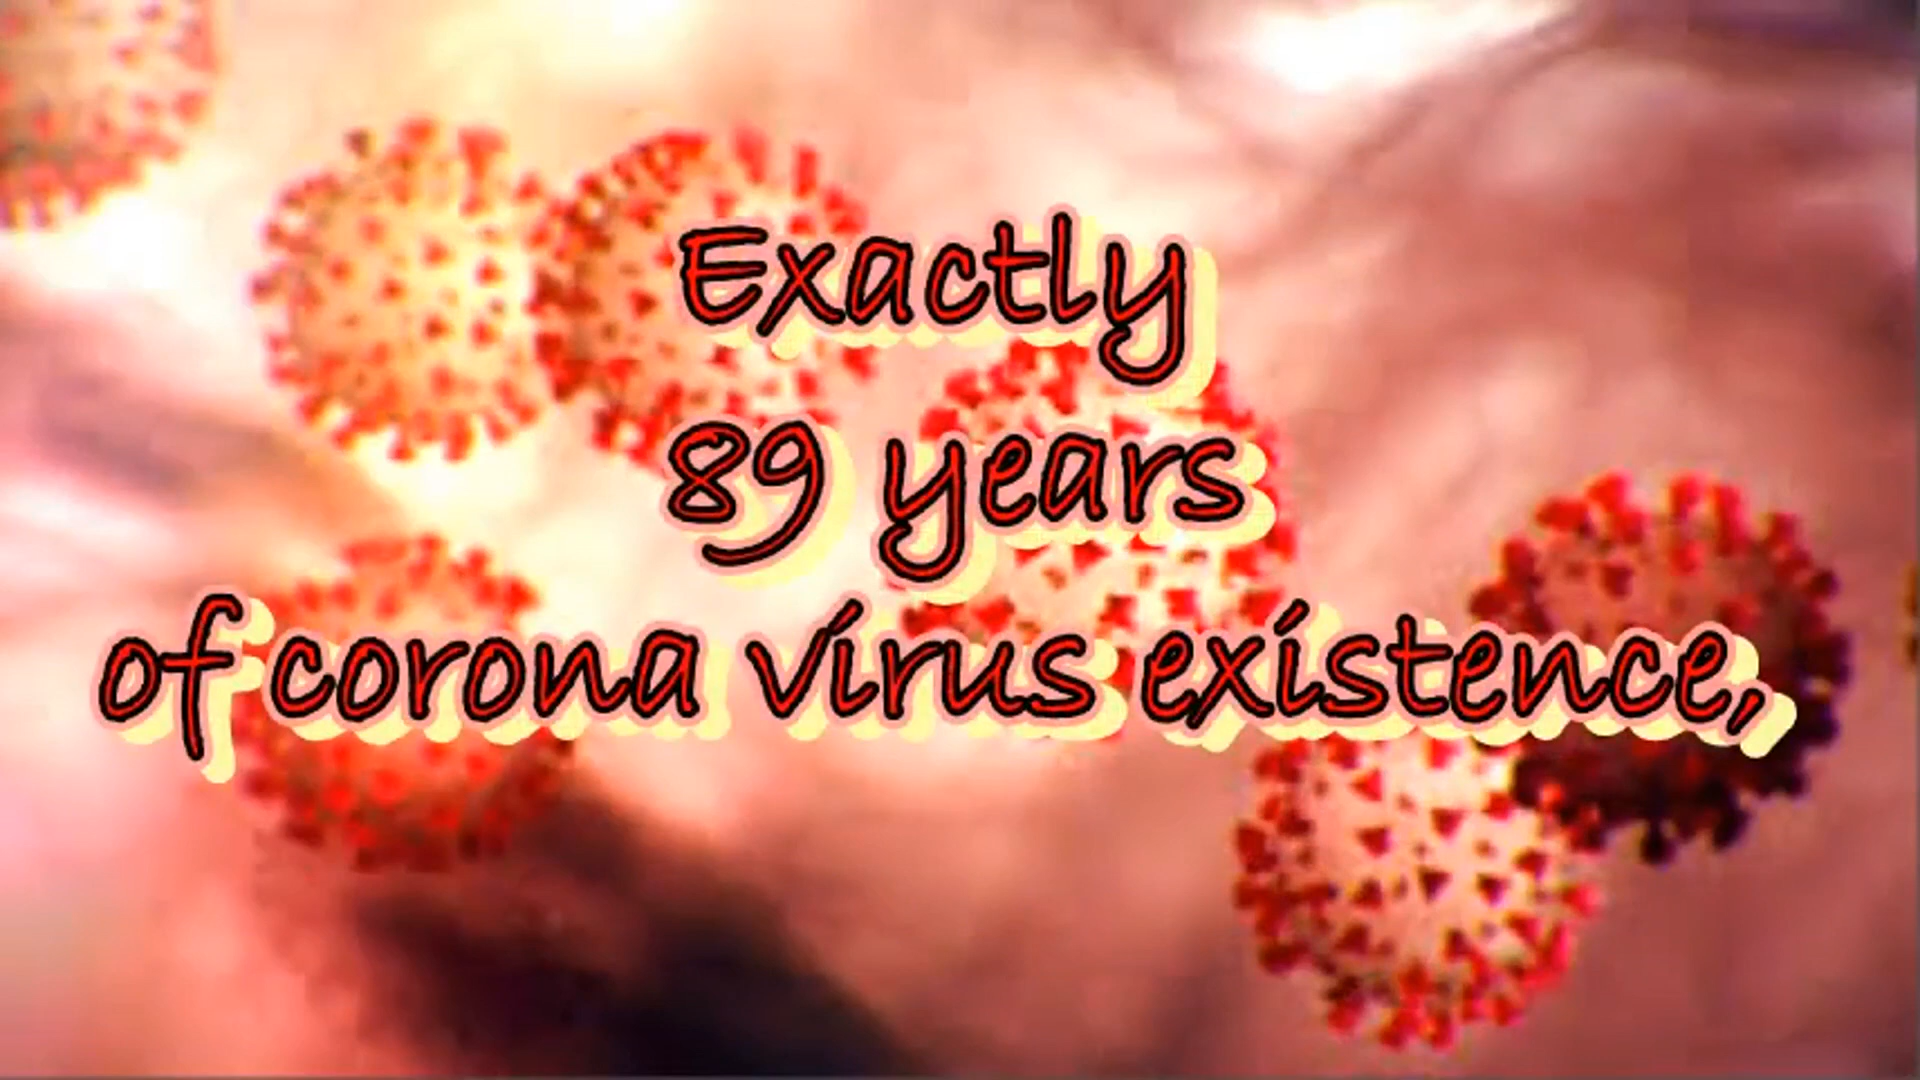 Exactly
89 years
of corona virus existence,